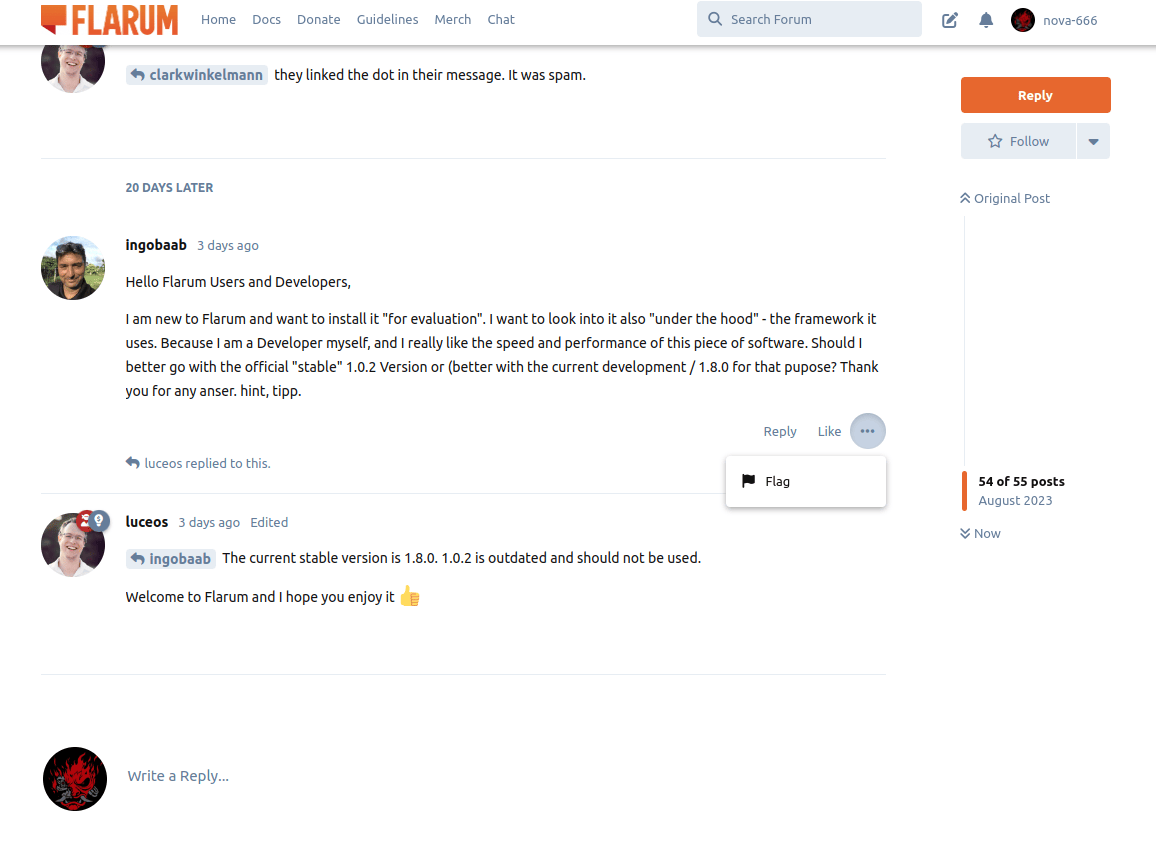 FLARUM Home Docs Donate Guidelines Merch Chat Search Forum nova-666
clarkwinkelmann they linked the dot in their message. It was spam.
Reply
Follow
20 DAYS LATER
Original Post
ingobaab 3 days ago
Hello Flarum Users and Developers,
I am new to Flarum and want to install it "for evaluation". I want to look into it also "under the hood" - the framework it
uses. Because I am a Developer myself, and I really like the speed and performance of this piece of software. Should I
better go with the official "stable" 1.0.2 Version or (better with the current development / 1.8.0 for that pupose? Thank
you for any anser. hint, tipp.
Reply Like
luceos replied to this.
Flag
54 of 55 posts
August 2023
Now
luceos 3 days ago Edited
ingobaab The current stable version is 1.8.0. 1.0.2 is outdated and should not be used.
Welcome to Flarum and I hope you enjoy it
Write a Reply...